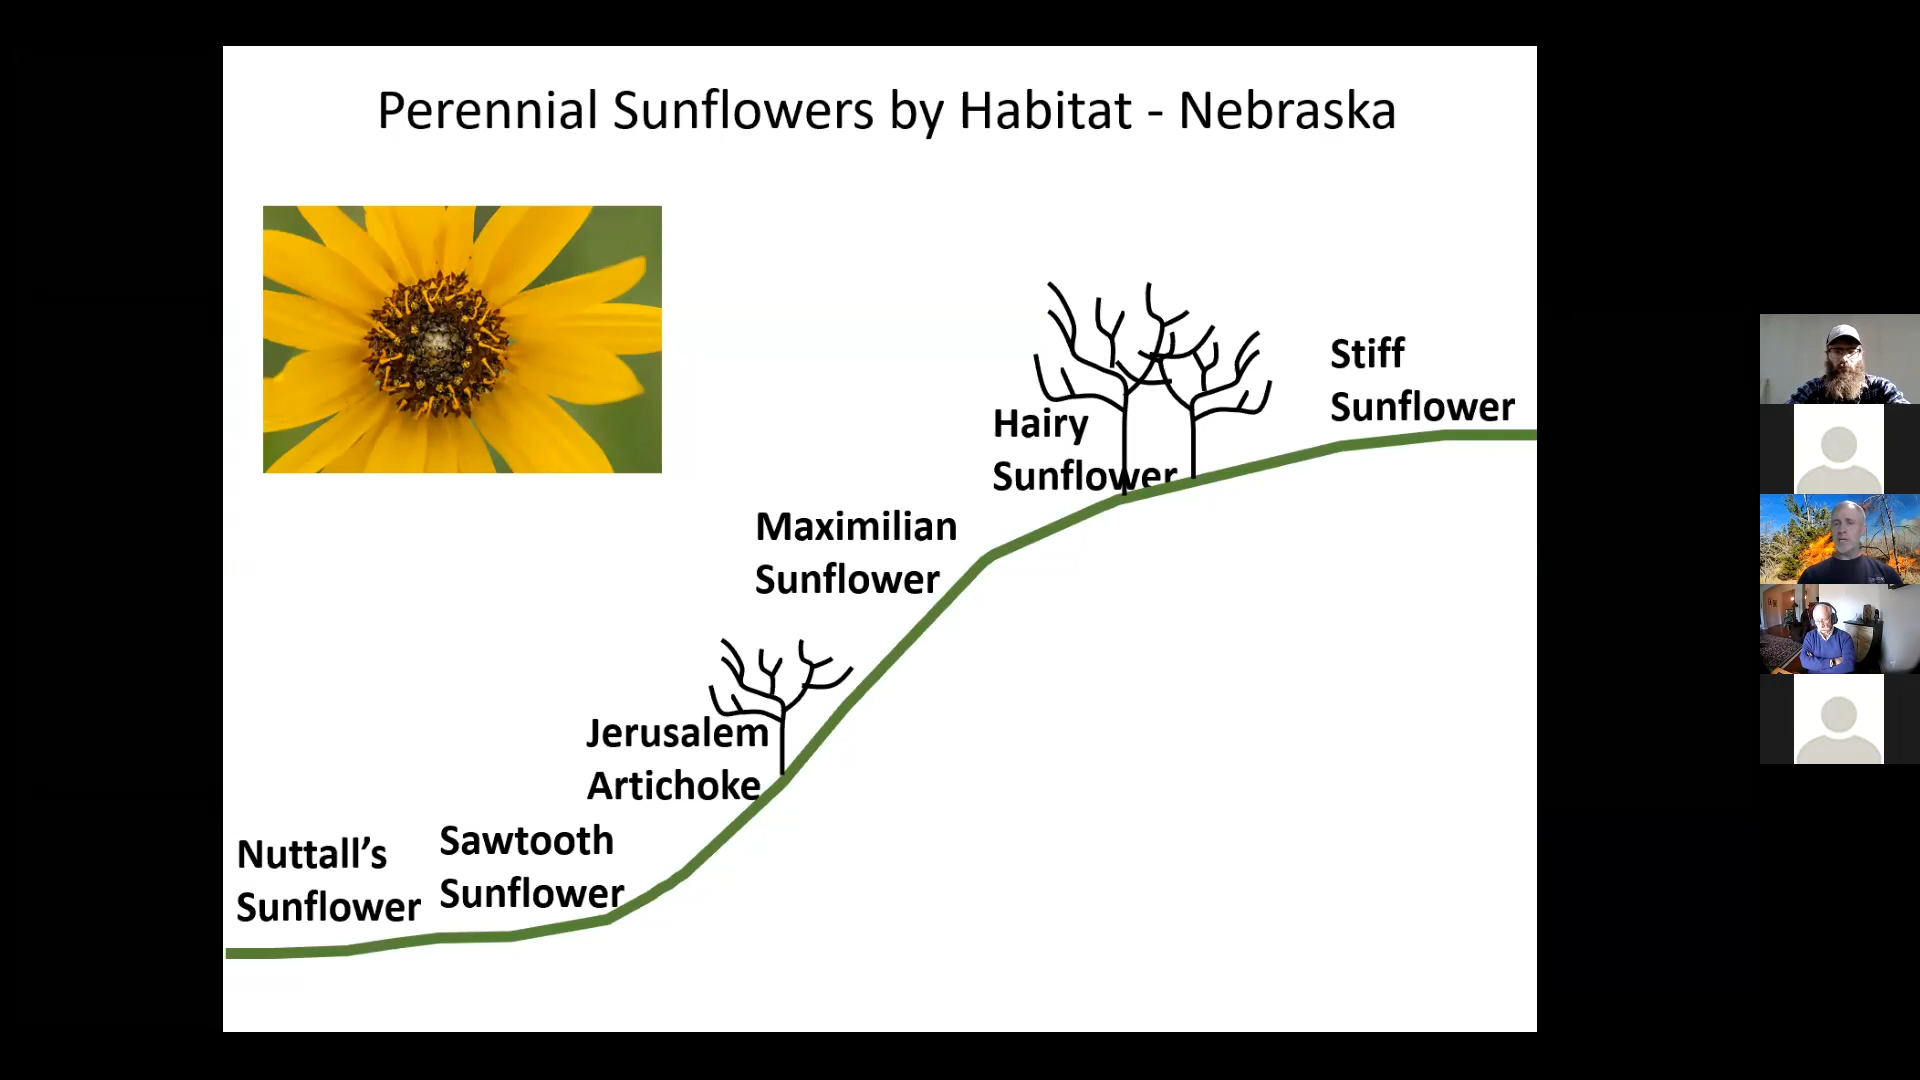 Perennial Sunflowers by Habitat - Nebraska
Stiff
Sunflower
Hairy
Sunflower
Maximilian
Sunflower
Jerusalem
Artichoke
Sawtooth
Sunflower
Nuttall’s
Sunflower